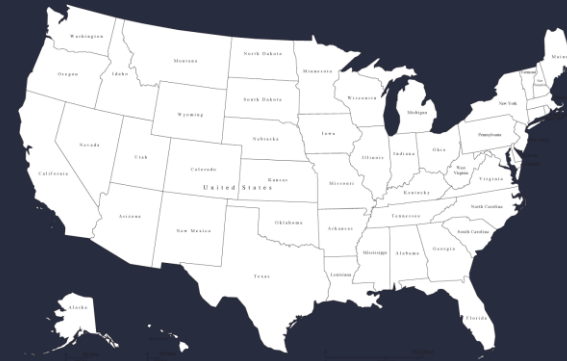 Washington
Montana
North Dakota
Minnesota
Oregon
Idaho
Wyoming
South Dakota
Wisconsin
Michigan
New York
Vermont
Maine
Nevada
Utah
Colorado
Nebraska
Iowa
Illinois
Indiana
Ohio
Pennsylvania
California
United States
Kansas
Missouri
West
Virginia
Virginia
Kentucky
Arizona
New Mexico
Oklahoma
Arkansas
Tennessee
North Carolina
South Carolina
Texas
Louisiana
Mississippi
Alabama
Georgia
Florida
Alaska